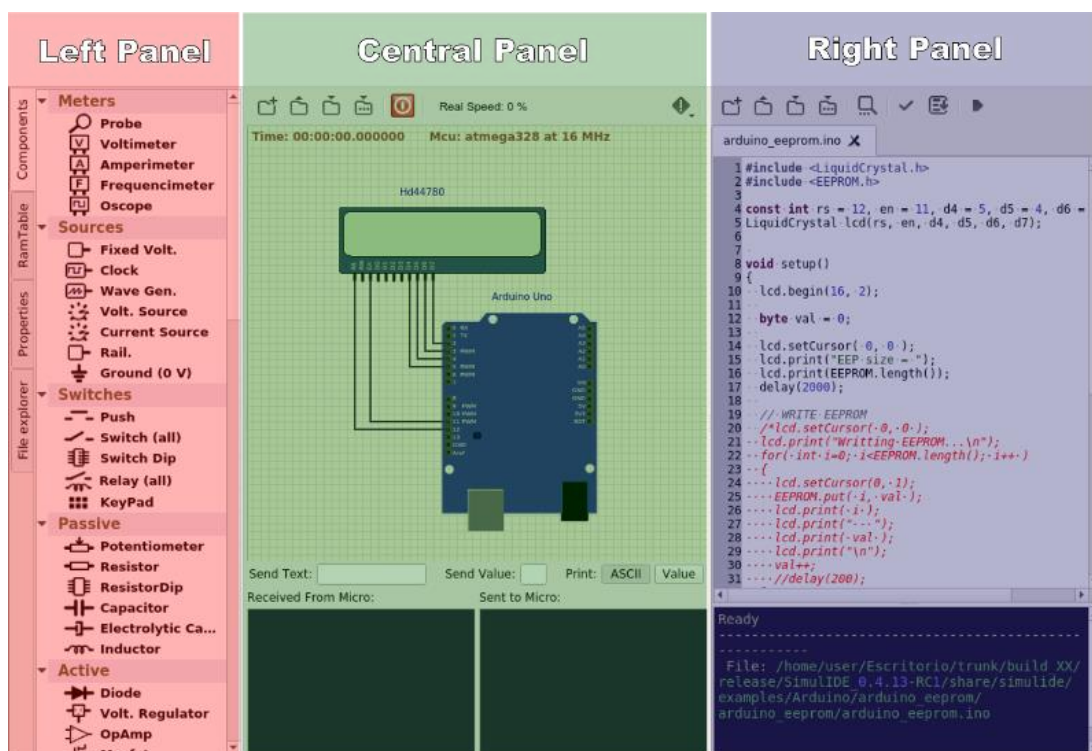 Left Panel
Components
RamTable
Properties
File explorer
Meters
Probe
Voltimeter
Amperimeter
Frequencimeter
Oscope
Sources
Fixed Volt.
Clock
Wave Gen.
Volt. Source
Current Source
Rail.
Ground (0 V)
Switches
Push
Switch (all)
Switch Dip
Relay (all)
KeyPad
Passive
Potentiometer
Resistor
ResistorDip
Capacitor
Electrolytic Ca...
Inductor
Active
Diode
Volt. Regulator
OpAmp
Central Panel
Real Speed: 0 %
Time: 00:00:00.000000 Mcu: atmega328 at 16 MHz
Hd44780
Arduino Uno
Send Text: Send Value: Print: ASCII Value
Received From Micro: Sent to Micro:
Right Panel
arduino_eeprom.ino
1 #include <LiquidCrystal.h>
2 #include <EEPROM.h>
3
4 const int rs = 12, en = 11, d4 = 5, d5 = 4, d6 =
5 LiquidCrystal lcd(rs, en, d4, d5, d6, d7);
6
7
8 void setup()
9 {
10 lcd.begin(16, 2);
11
12 byte val = 0;
13
14 lcd.setCursor( 0, 0 );
15 lcd.print("EEP size = ");
16 lcd.print(EEPROM.length());
17 delay(2000);
18
19 // WRITE EEPROM
20 /*lcd.setCursor( 0, 0 );
21 lcd.print("Writting EEPROM...\n");
22 for( int i=0; i<EEPROM.length(); i++ )
23 {
24 lcd.setCursor(0, 1);
25 EEPROM.put( i, val );
26 lcd.print( i );
27 lcd.print("   ");
28 lcd.print( val );
29 lcd.print("\n");
30 val++;
31 //delay(200);
Ready
--------------------------------------------
-----------
File: /home/user/Escritorio/trunk/build_XX/
release/SimulIDE_0.4.13-RC1/share/simulide/
examples/Arduino/arduino_eeprom/
arduino_eeprom/arduino_eeprom.ino